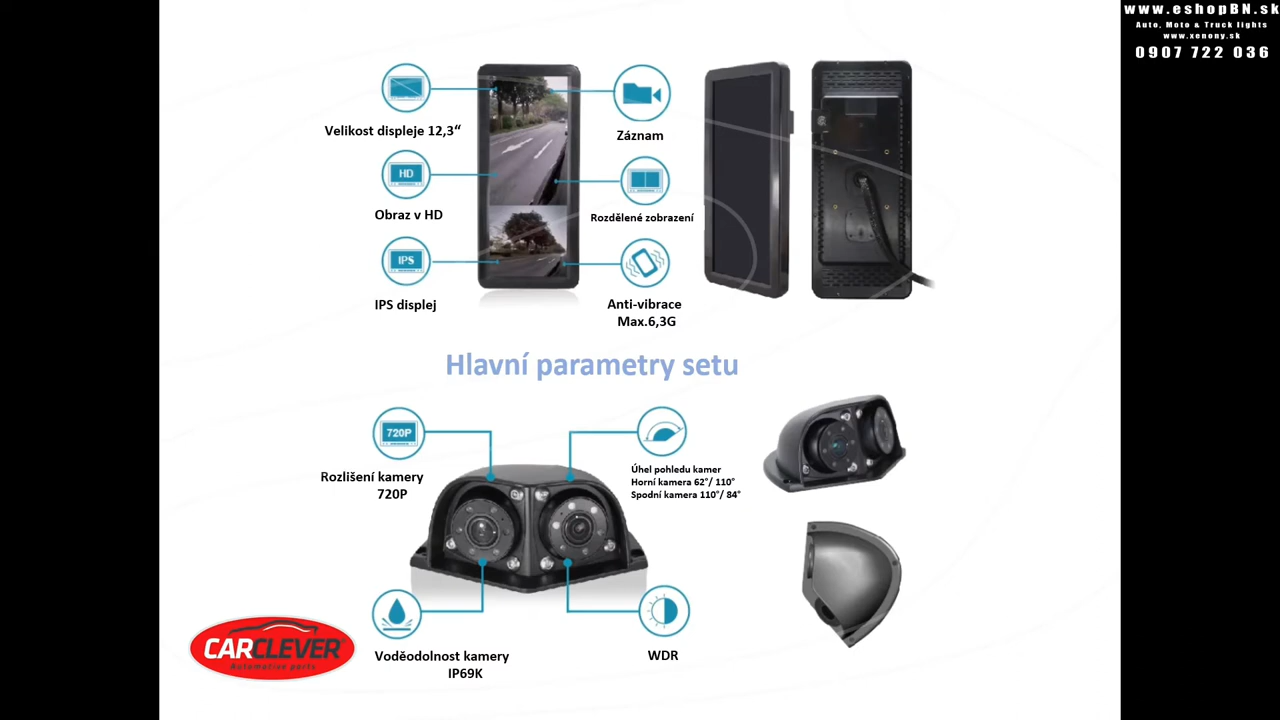 www.eshopBN.sk
Auto, Moto & Truck lights
www.xenony.sk
0907 722 036
Velikost displeje 12,3“
Záznam
HD
Obraz v HD
Rozdělené zobrazení
IPS
IPS displej
Anti-vibrace
Max.6,3G
Hlavní parametry setu
720P
Rozlišení kamery
720P
Úhel pohledu kamer
Horní kamera 62°/ 110°
Spodní kamera 110°/ 84°
CARCLEVER
Automotive parts
Voděodolnost kamery
IP69K
WDR